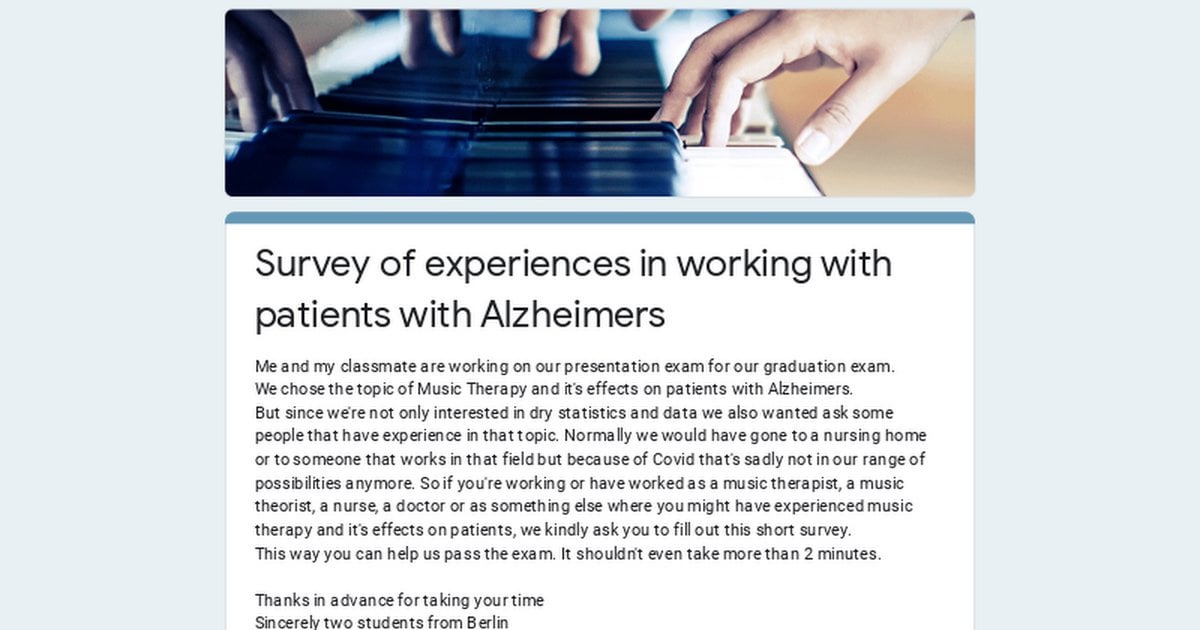 Survey of experiences in working with
patients with Alzheimers
Me and my classmate are working on our presentation exam for our graduation exam.
We chose the topic of Music Therapy and it's effects on patients with Alzheimers.
But since we're not only interested in dry statistics and data we also wanted ask some
people that have experience in that topic. Normally we would have gone to a nursing home
or to someone that works in that field but because of Covid that's sadly not in our range of
possibilities anymore. So if you're working or have worked as a music therapist, a music
theorist, a nurse, a doctor or as something else where you might have experienced music
therapy and it's effects on patients, we kindly ask you to fill out this short survey.
This way you can help us pass the exam. It shouldn't even take more than 2 minutes.
Thanks in advance for taking your time
Sincerely two students from Berlin